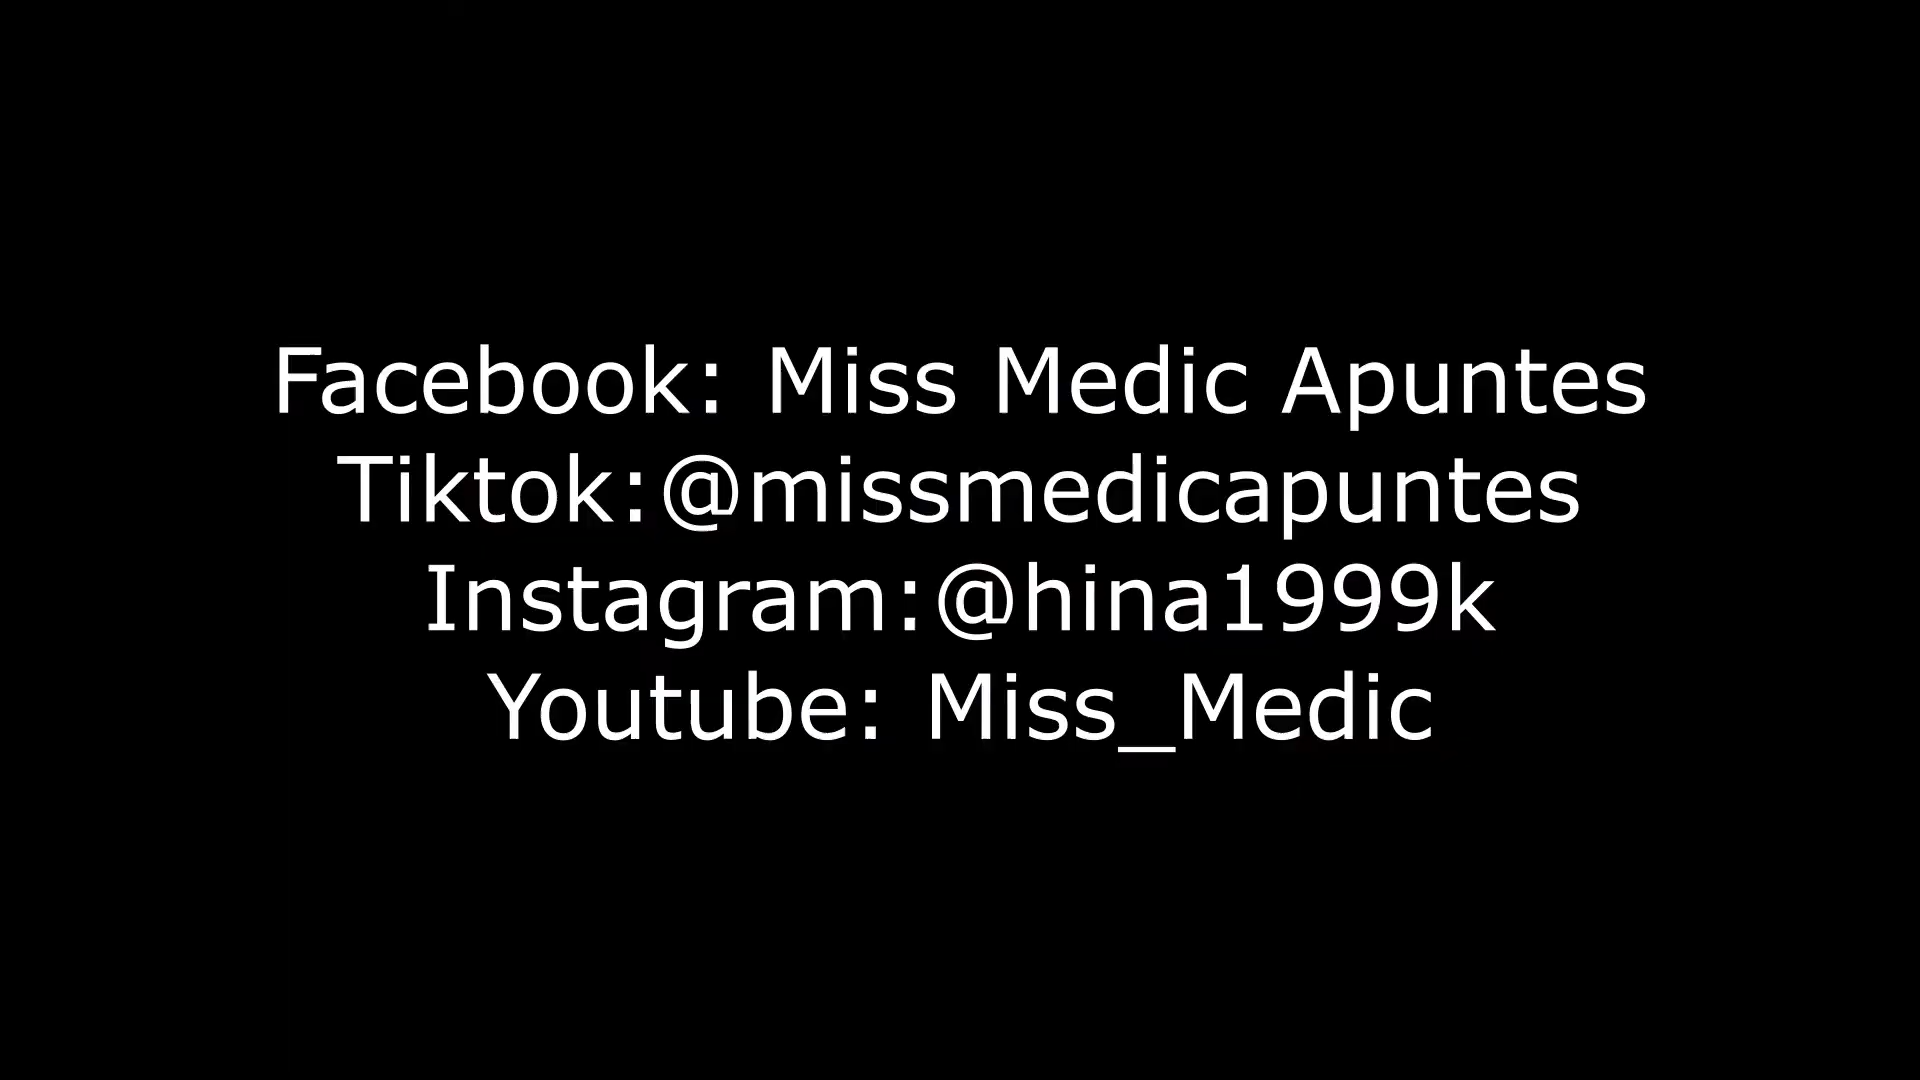 Facebook: Miss Medic Apuntes
Tiktok:@missmedicapuntes
Instagram:@hina1999k
Youtube: Miss_Medic